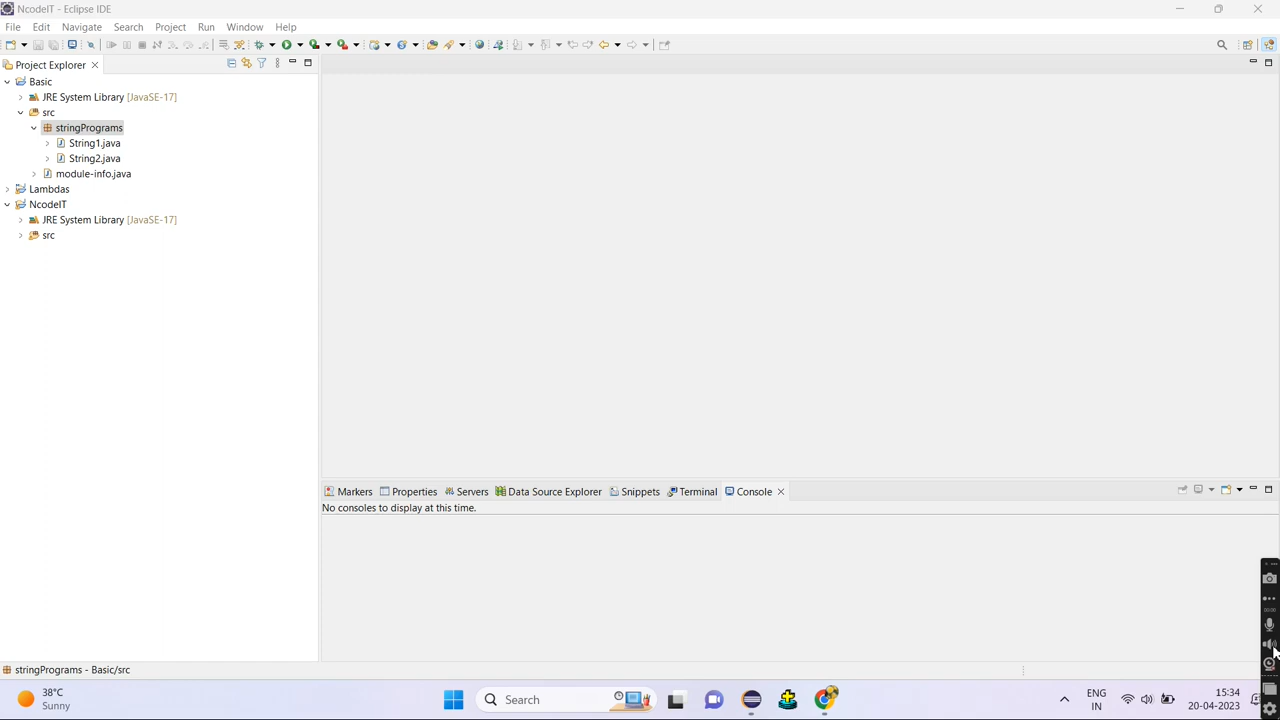 NcodeIT - Eclipse IDE
File Edit Navigate Search Project Run Window Help
Project Explorer
Basic
JRE System Library [JavaSE-17]
src
stringPrograms
String1.java
String2.java
module-info.java
Lambdas
NcodeIT
JRE System Library [JavaSE-17]
src
Markers Properties Servers Data Source Explorer Snippets Terminal Console
No consoles to display at this time.
00:00
stringPrograms - Basic/src
38°C
Sunny
Search
ENG
IN
15:34
20-04-2023